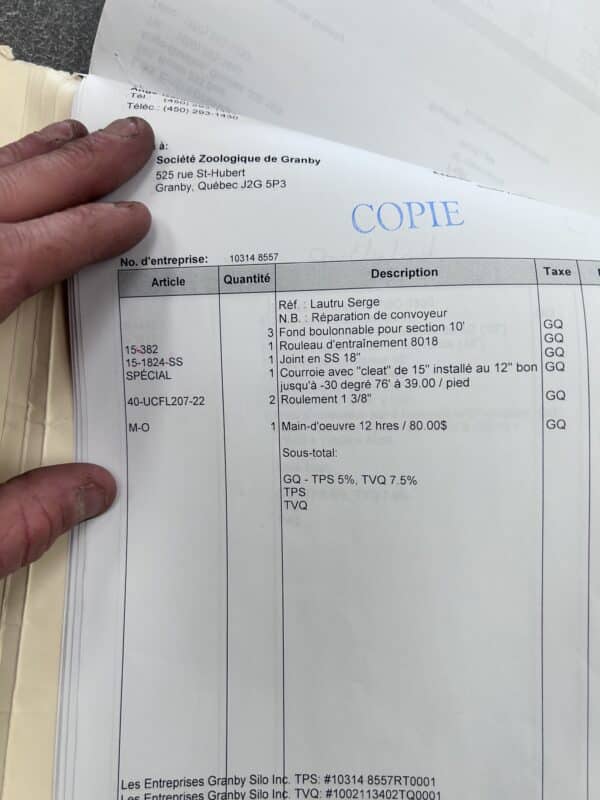 Tél.
Téléc.: (450) 293-1430
à:
Société Zoologique de Granby
525 rue St-Hubert
Granby, Québec J2G 5P3
COPIE
No. d'entreprise: 10314 8557
Article Quantité Description Taxe
Réf. : Lautru Serge
N.B. : Réparation de convoyeur
3 Fond boulonnable pour section 10' GQ
15-382 1 Rouleau d'entraînement 8018 GQ
15-1824-SS 1 Joint en SS 18" GQ
SPÉCIAL 1 Courroie avec "cleat" de 15" installé au 12" bon GQ
jusqu'à -30 degré 76' à 39.00 / pied
40-UCFL207-22 2 Roulement 1 3/8" GQ
M-O 1 Main-d'oeuvre 12 hres / 80.00$ GQ
Sous-total:
GQ - TPS 5%, TVQ 7.5%
TPS
TVQ
Les Entreprises Granby Silo Inc. TPS: #10314 8557RT0001
Les Entreprises Granby Silo Inc. TVQ: #1002113402TQ0001